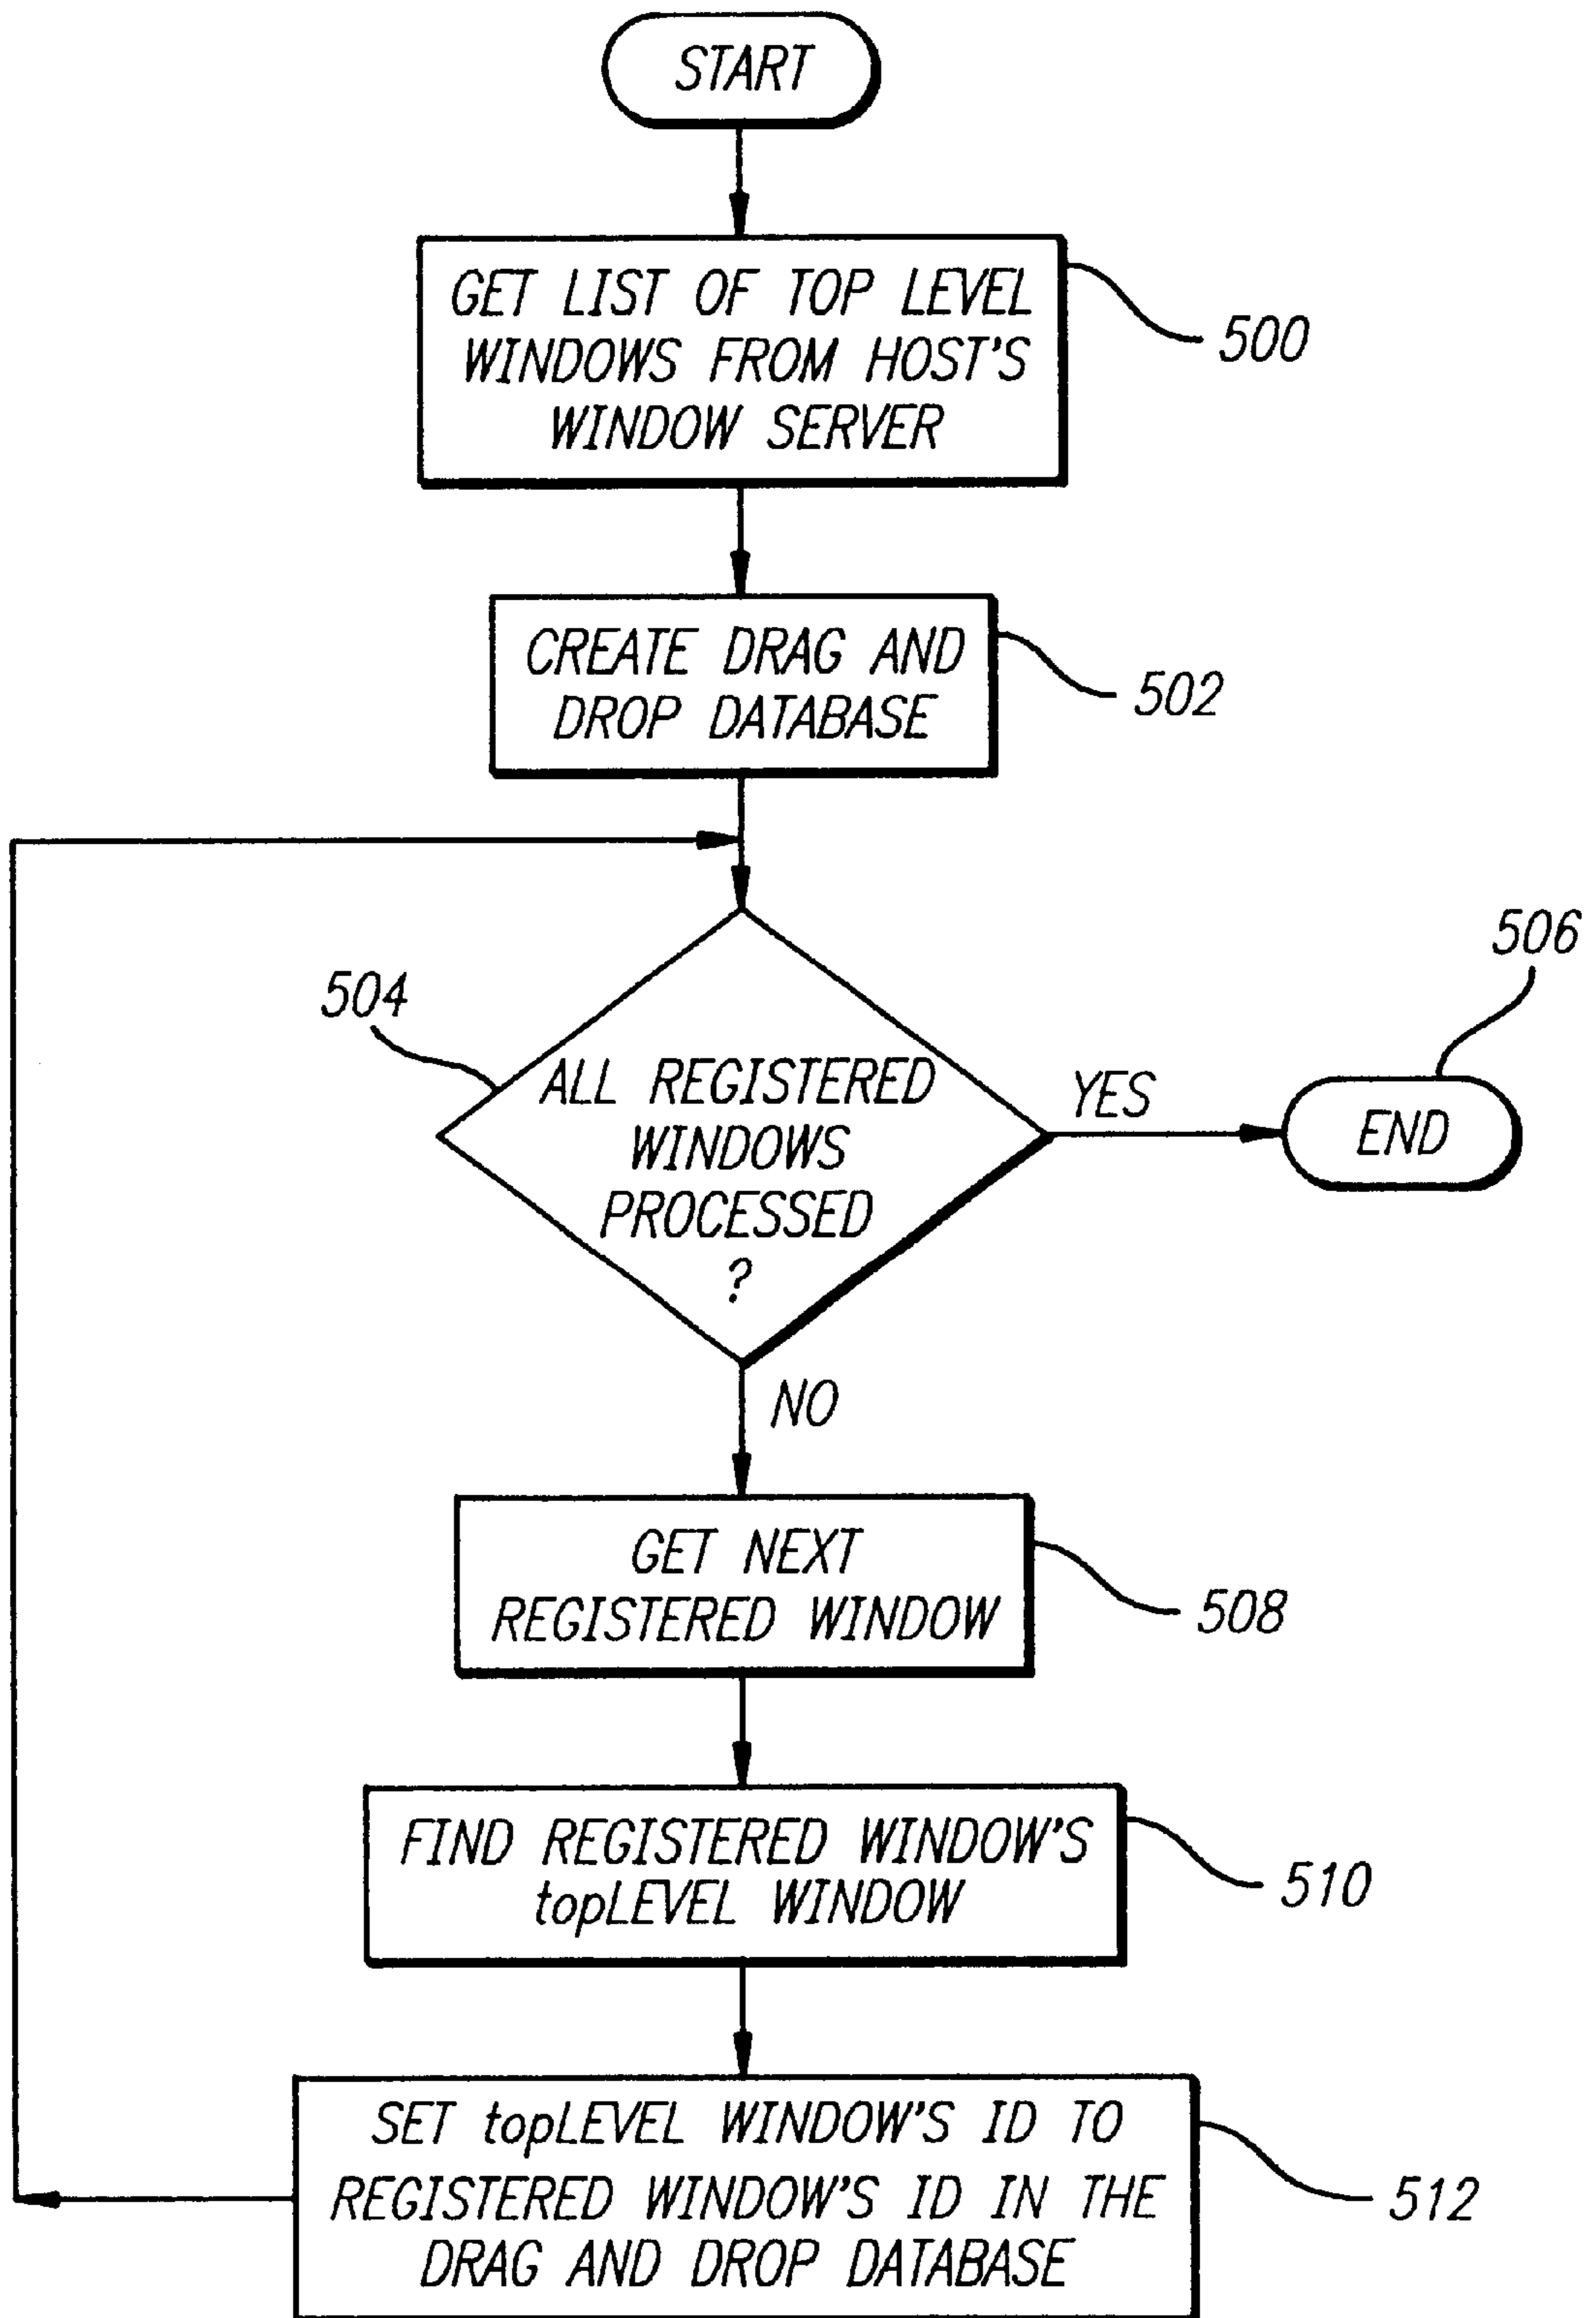 START
GET LIST OF TOP LEVEL
WINDOWS FROM HOST'S
WINDOW SERVER
500
CREATE DRAG AND
DROP DATABASE
502
504
ALL REGISTERED
WINDOWS
PROCESSED
?
YES
506
END
NO
GET NEXT
REGISTERED WINDOW
508
FIND REGISTERED WINDOW'S
topLEVEL WINDOW
510
SET topLEVEL WINDOW'S ID TO
REGISTERED WINDOW'S ID IN THE
DRAG AND DROP DATABASE
512